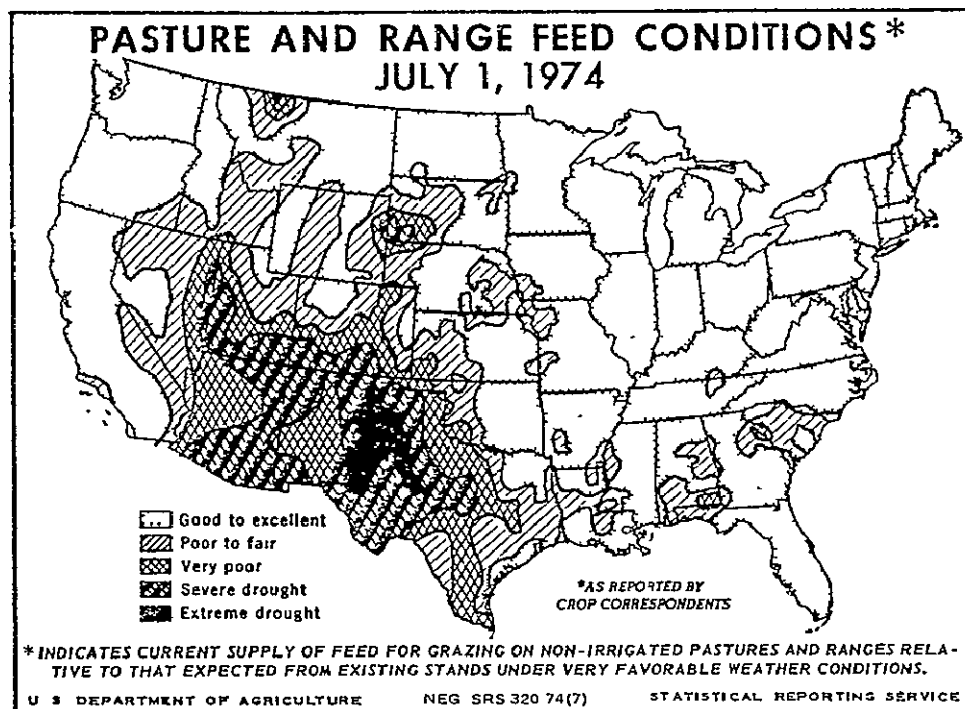 PASTURE AND RANGE FEED CONDITIONS*
JULY 1, 1974
Good to excellent
Poor to fair
Very poor
Severe drought
Extreme drought
*AS REPORTED BY
CROP CORRESPONDENTS
*INDICATES CURRENT SUPPLY OF FEED FOR GRAZING ON NON-IRRIGATED PASTURES AND RANGES RELA-
TIVE TO THAT EXPECTED FROM EXISTING STANDS UNDER VERY FAVORABLE WEATHER CONDITIONS.
U S DEPARTMENT OF AGRICULTURE NEG SRS 320 74(7) STATISTICAL REPORTING SERVICE